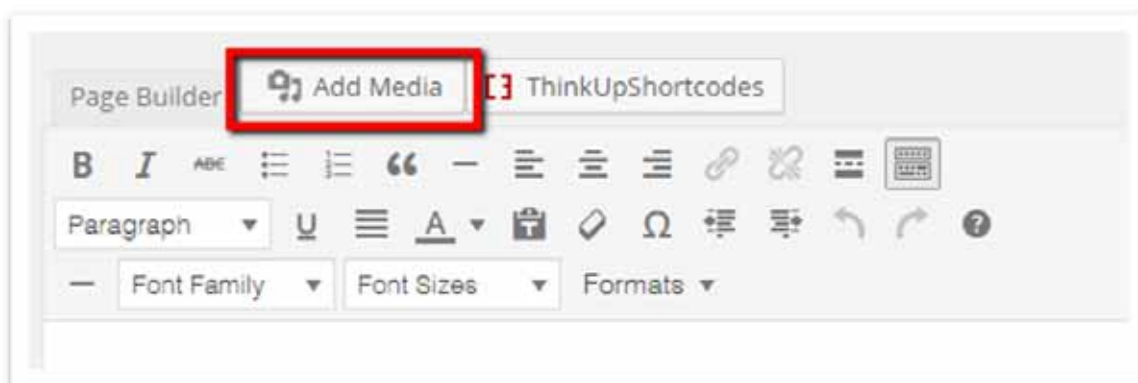 Page Builder Add Media ThinkUpShortcodes
B I ABC
Paragraph U A Ω
Font Family Font Sizes Formats